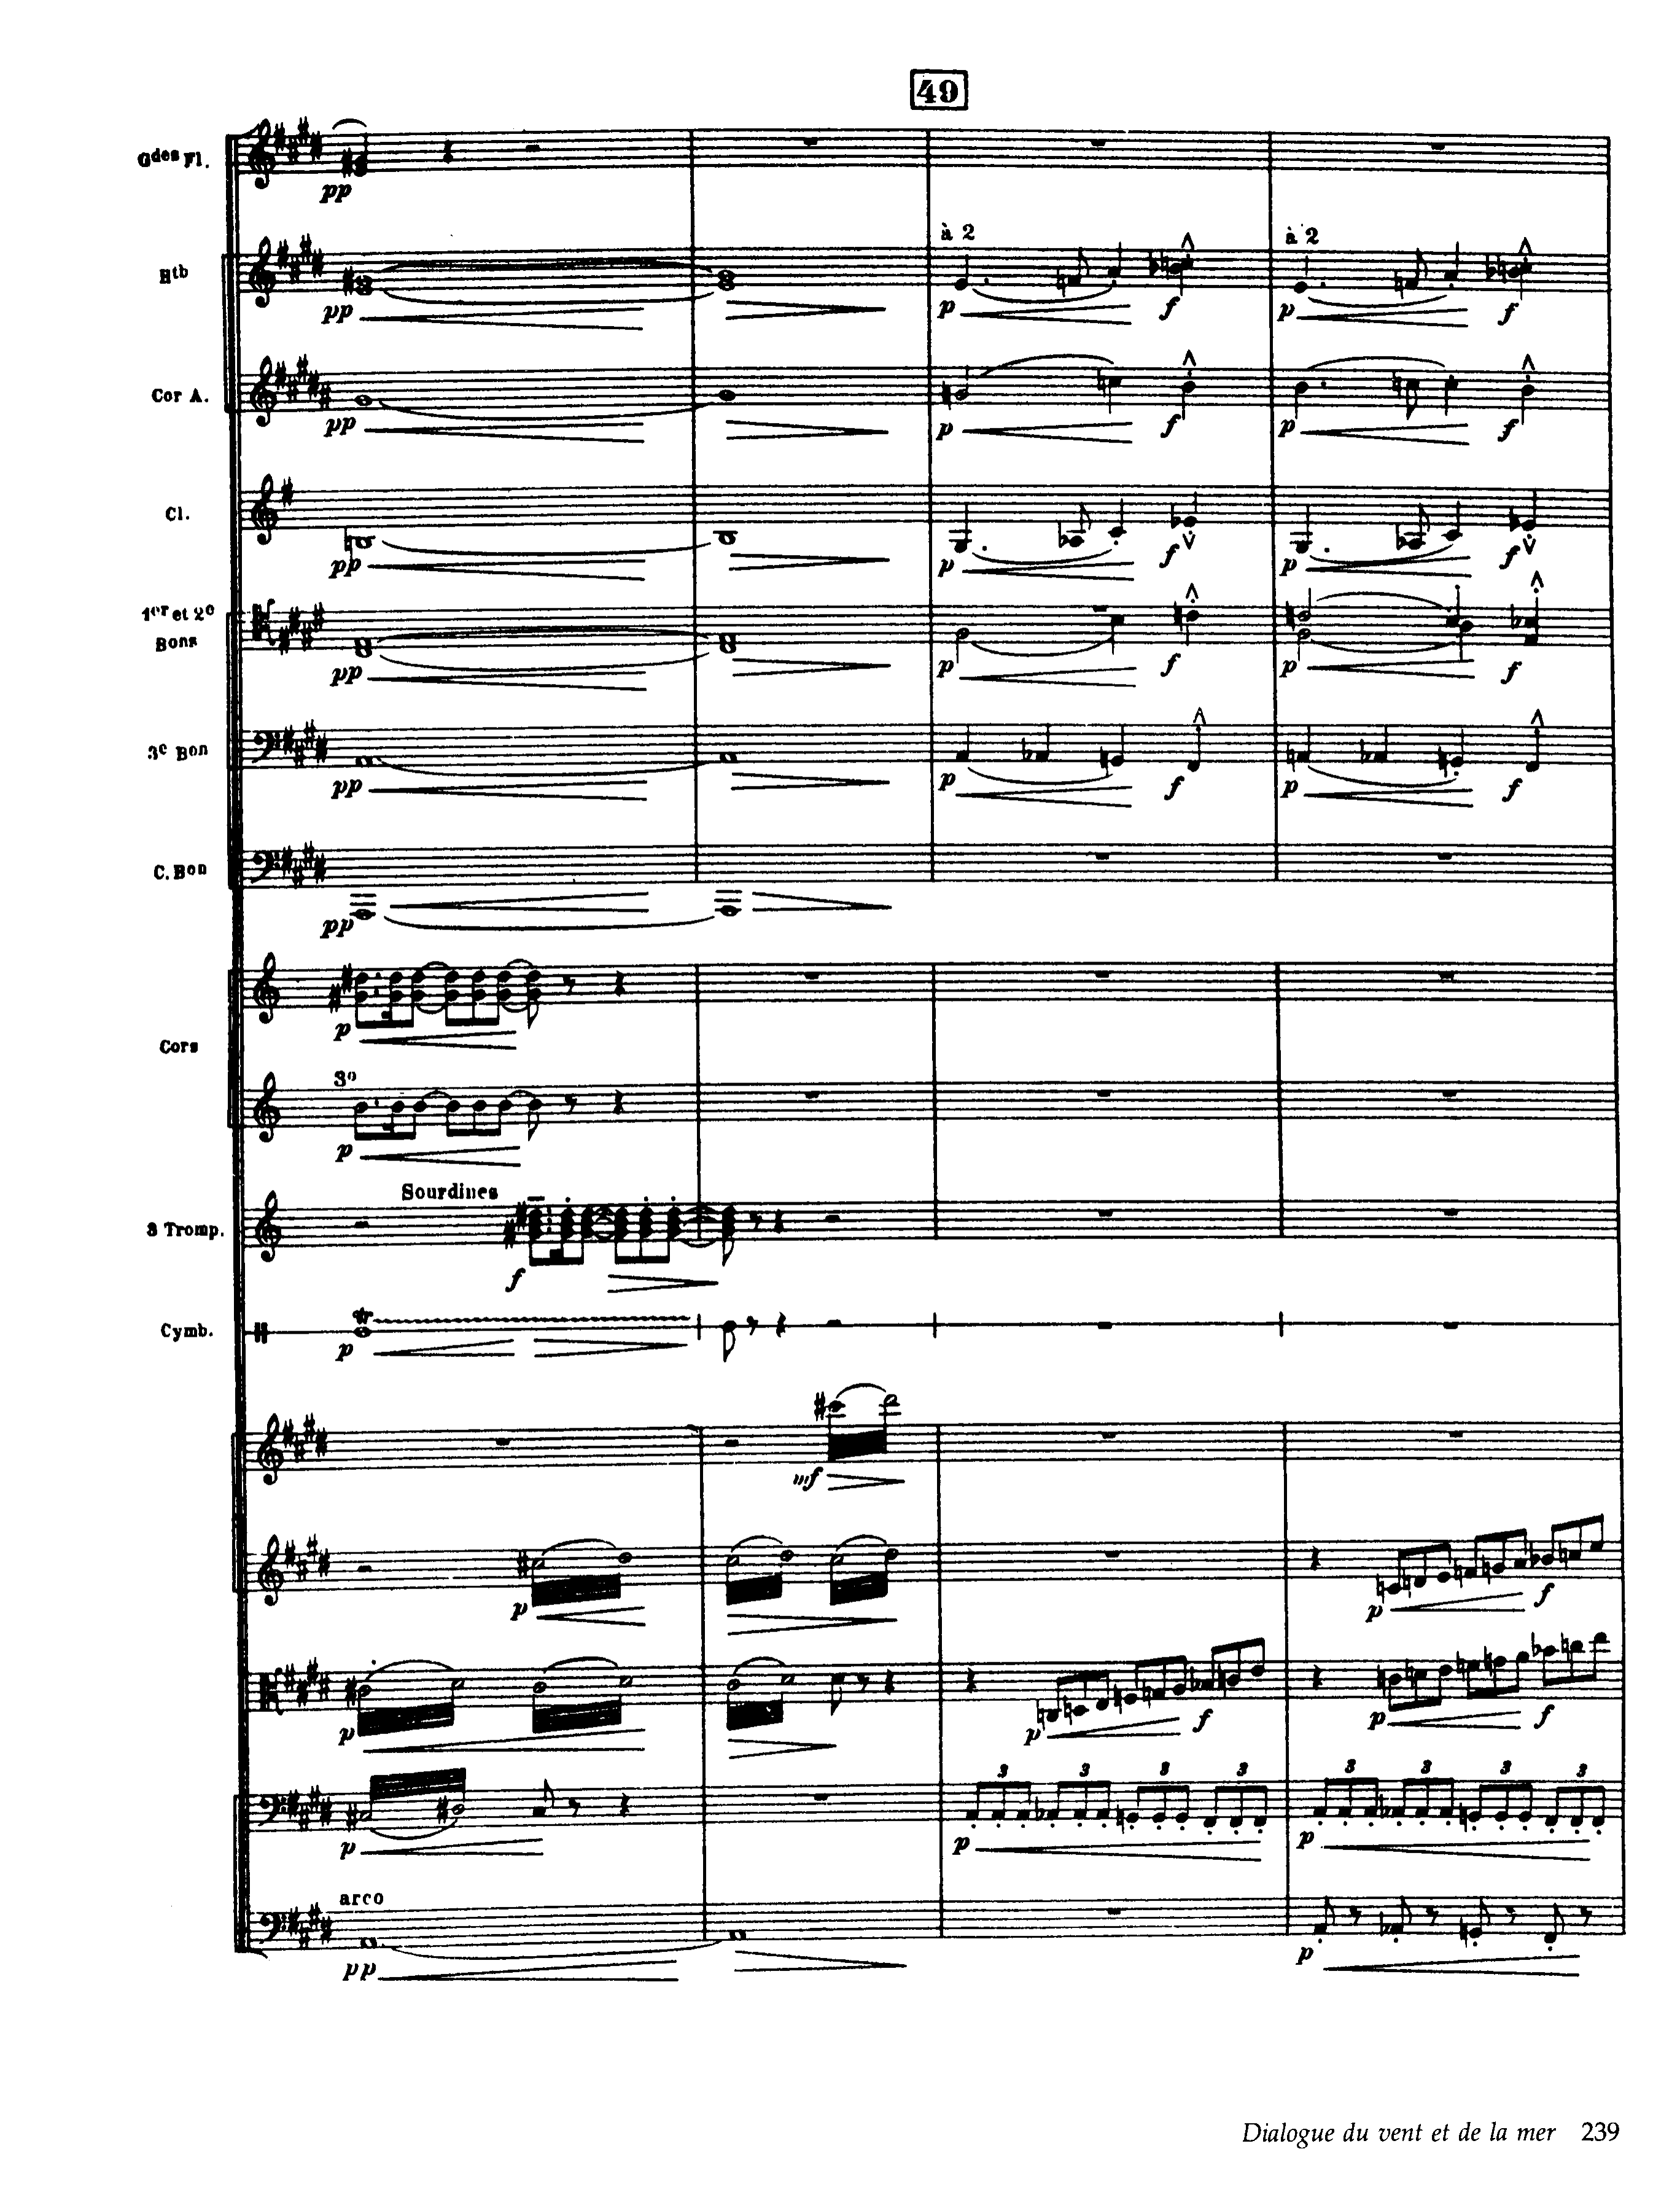 49
Gdes Fl.
pp
à 2 à 2
Htb
pp p f p f
Cor A.
pp p f p f
Cl.
pp p f p f
1er et 2e
Bons
pp p f p f
3e Bon
pp p f p f
C. Bon
pp
p
Cors
3o
p
Sourdines
3 Tromp.
f
Cymb.
p
mf
p p f
p p f p f
3 3 3 3 3 3 3 3
p p p
arco
pp p
Dialogue du vent et de la mer 239